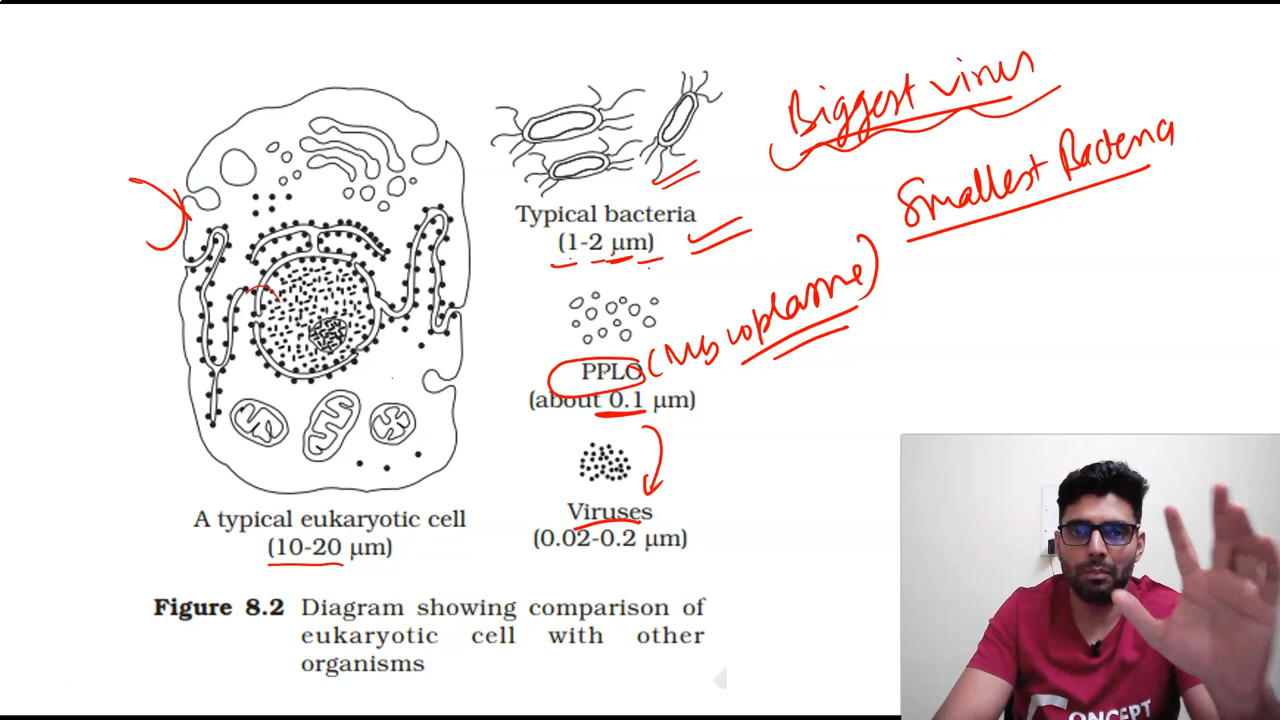 Biggest virus
Smallest Bacteria
Typical bacteria
(1-2 µm)
(Mycoplasma)
PPLO
(about 0.1 µm)
Viruses
(0.02-0.2 µm)
A typical eukaryotic cell
(10-20 µm)
Figure 8.2 Diagram showing comparison of
eukaryotic cell with other
organisms
CONCEPT